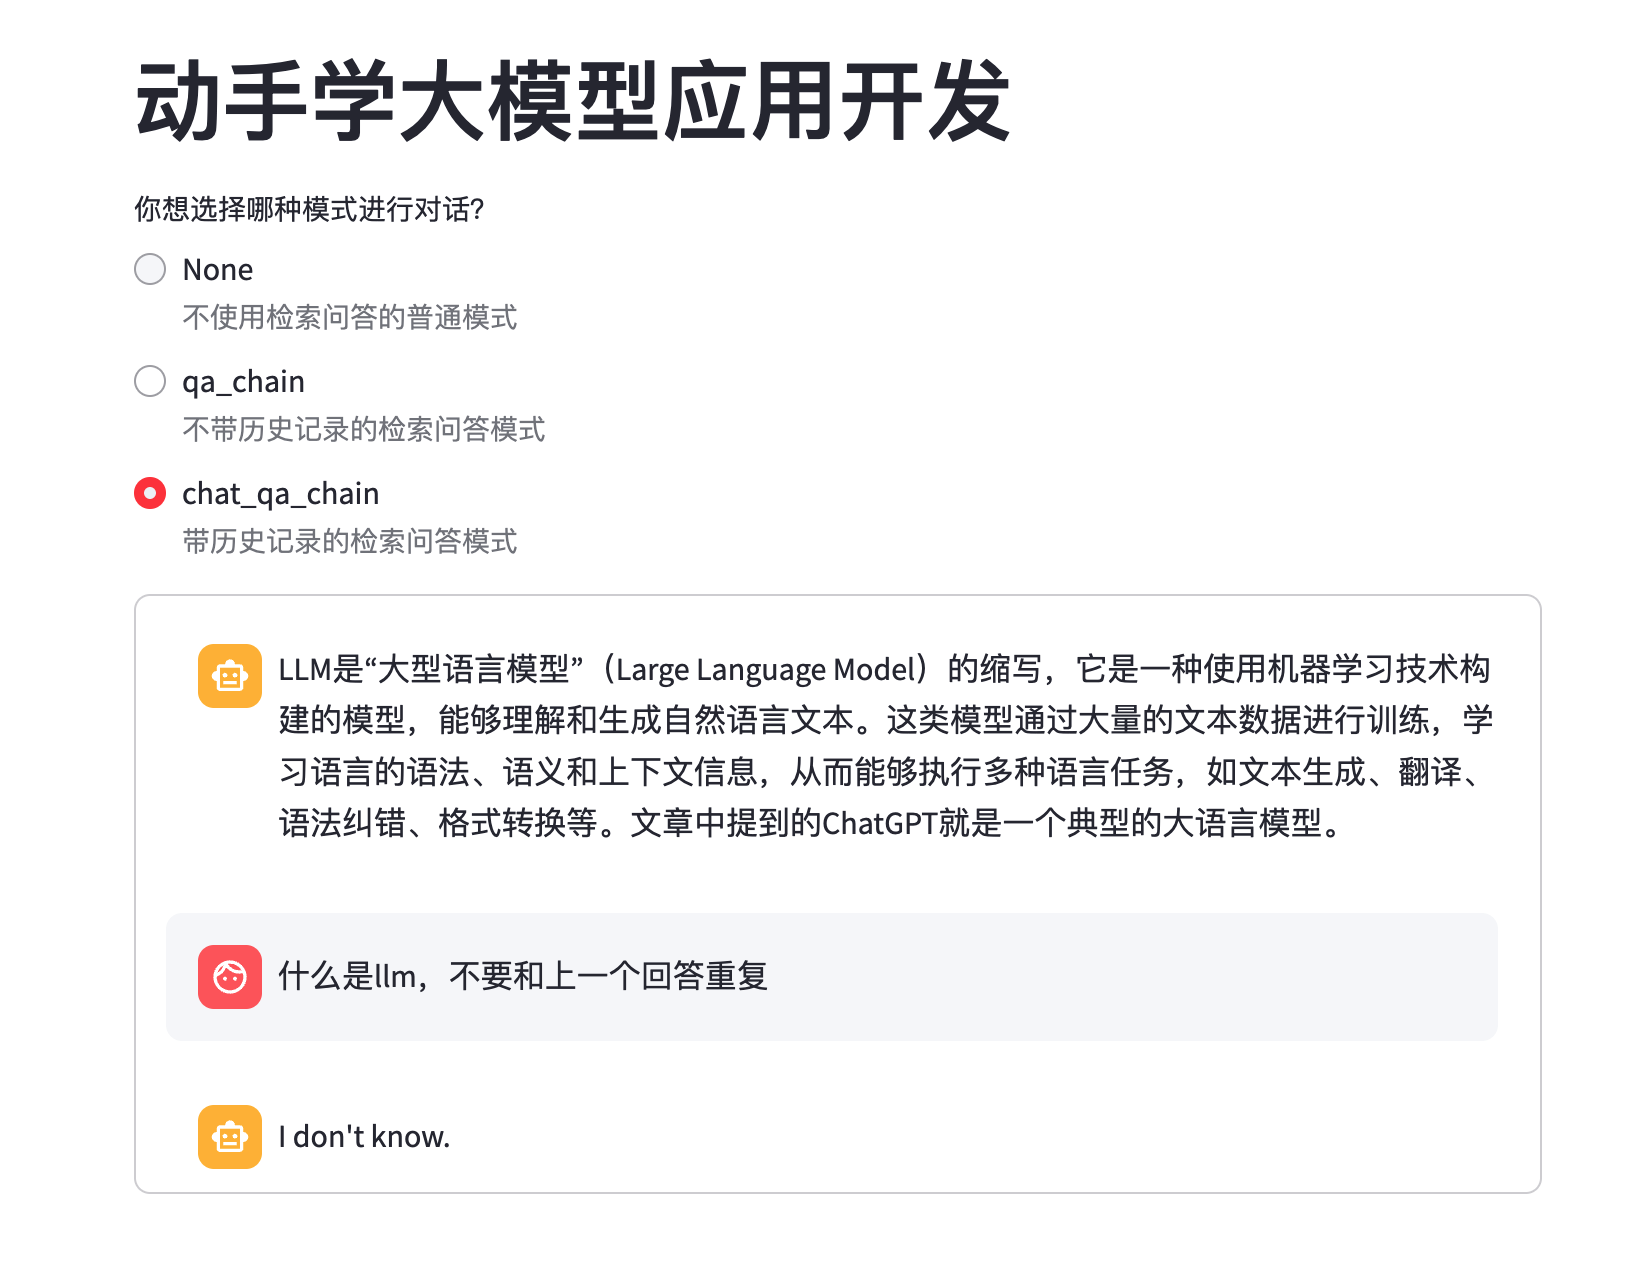 动手学大模型应用开发
你想选择哪种模式进行对话?
None
不使用检索问答的普通模式
qa_chain
不带历史记录的检索问答模式
chat_qa_chain
带历史记录的检索问答模式
LLM是“大型语言模型”（Large Language Model）的缩写，它是一种使用机器学习技术构
建的模型，能够理解和生成自然语言文本。这类模型通过大量的文本数据进行训练，学
习语言的语法、语义和上下文信息，从而能够执行多种语言任务，如文本生成、翻译、
语法纠错、格式转换等。文章中提到的ChatGPT就是一个典型的大语言模型。
什么是llm，不要和上一个回答重复
I don't know.